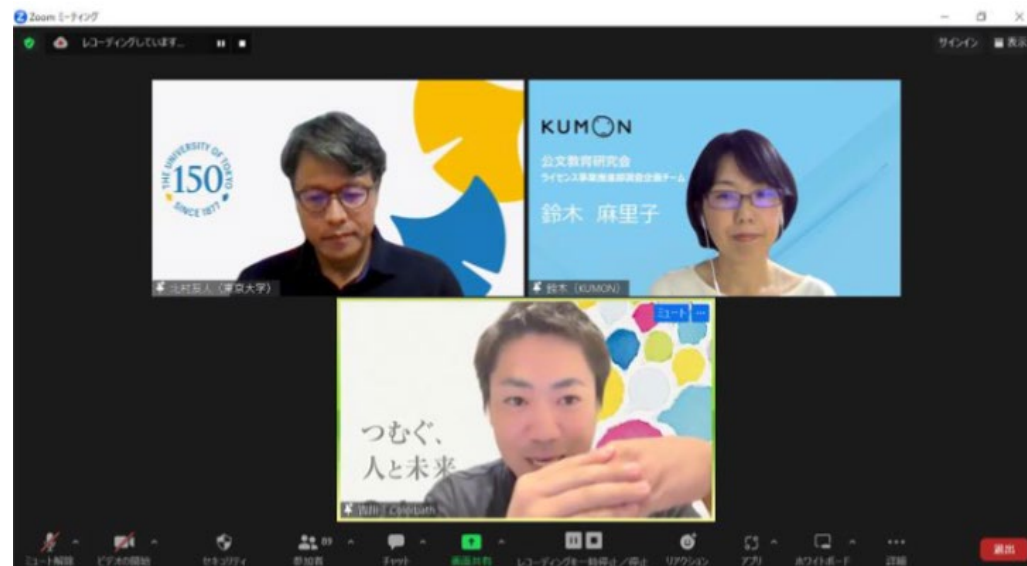 Zoom ミーティング
レコーディングしています...
サインイン
表示
THE UNIVERSITY OF TOKYO
150
SINCE 1877
KUMON
公文教育研究会
ライセンス事業推進部調査企画チーム
鈴木 麻里子
北村友人（東京大学）
鈴木（KUMON）
ミュート
つむぐ、
人と未来
ミュート解除
ビデオの開始
セキュリティ
89
参加者
チャット
画面共有
レコーディングを一時停止／停止
リアクション
アプリ
ホワイトボード
詳細
退出